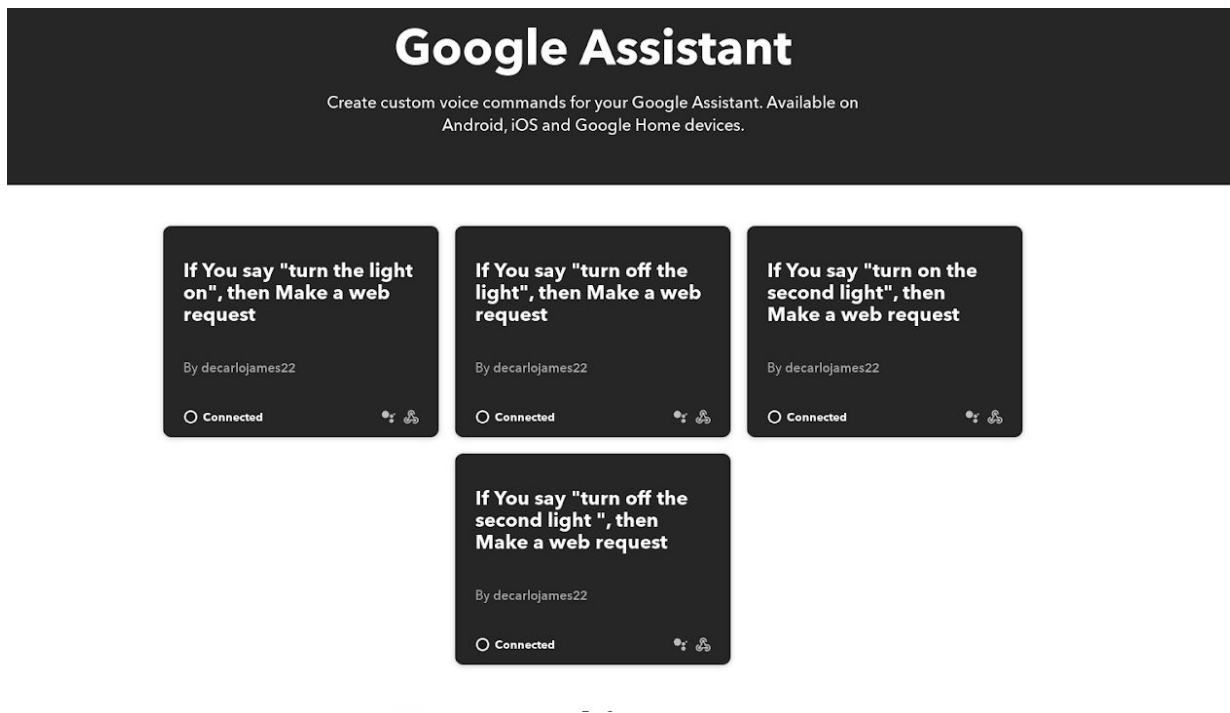 Google Assistant
Create custom voice commands for your Google Assistant. Available on
Android, iOS and Google Home devices.
If You say "turn the light
on", then Make a web
request
By decarlojames22
Connected
If You say "turn off the
light", then Make a web
request
By decarlojames22
Connected
If You say "turn on the
second light", then
Make a web request
By decarlojames22
Connected
If You say "turn off the
second light ", then
Make a web request
By decarlojames22
Connected